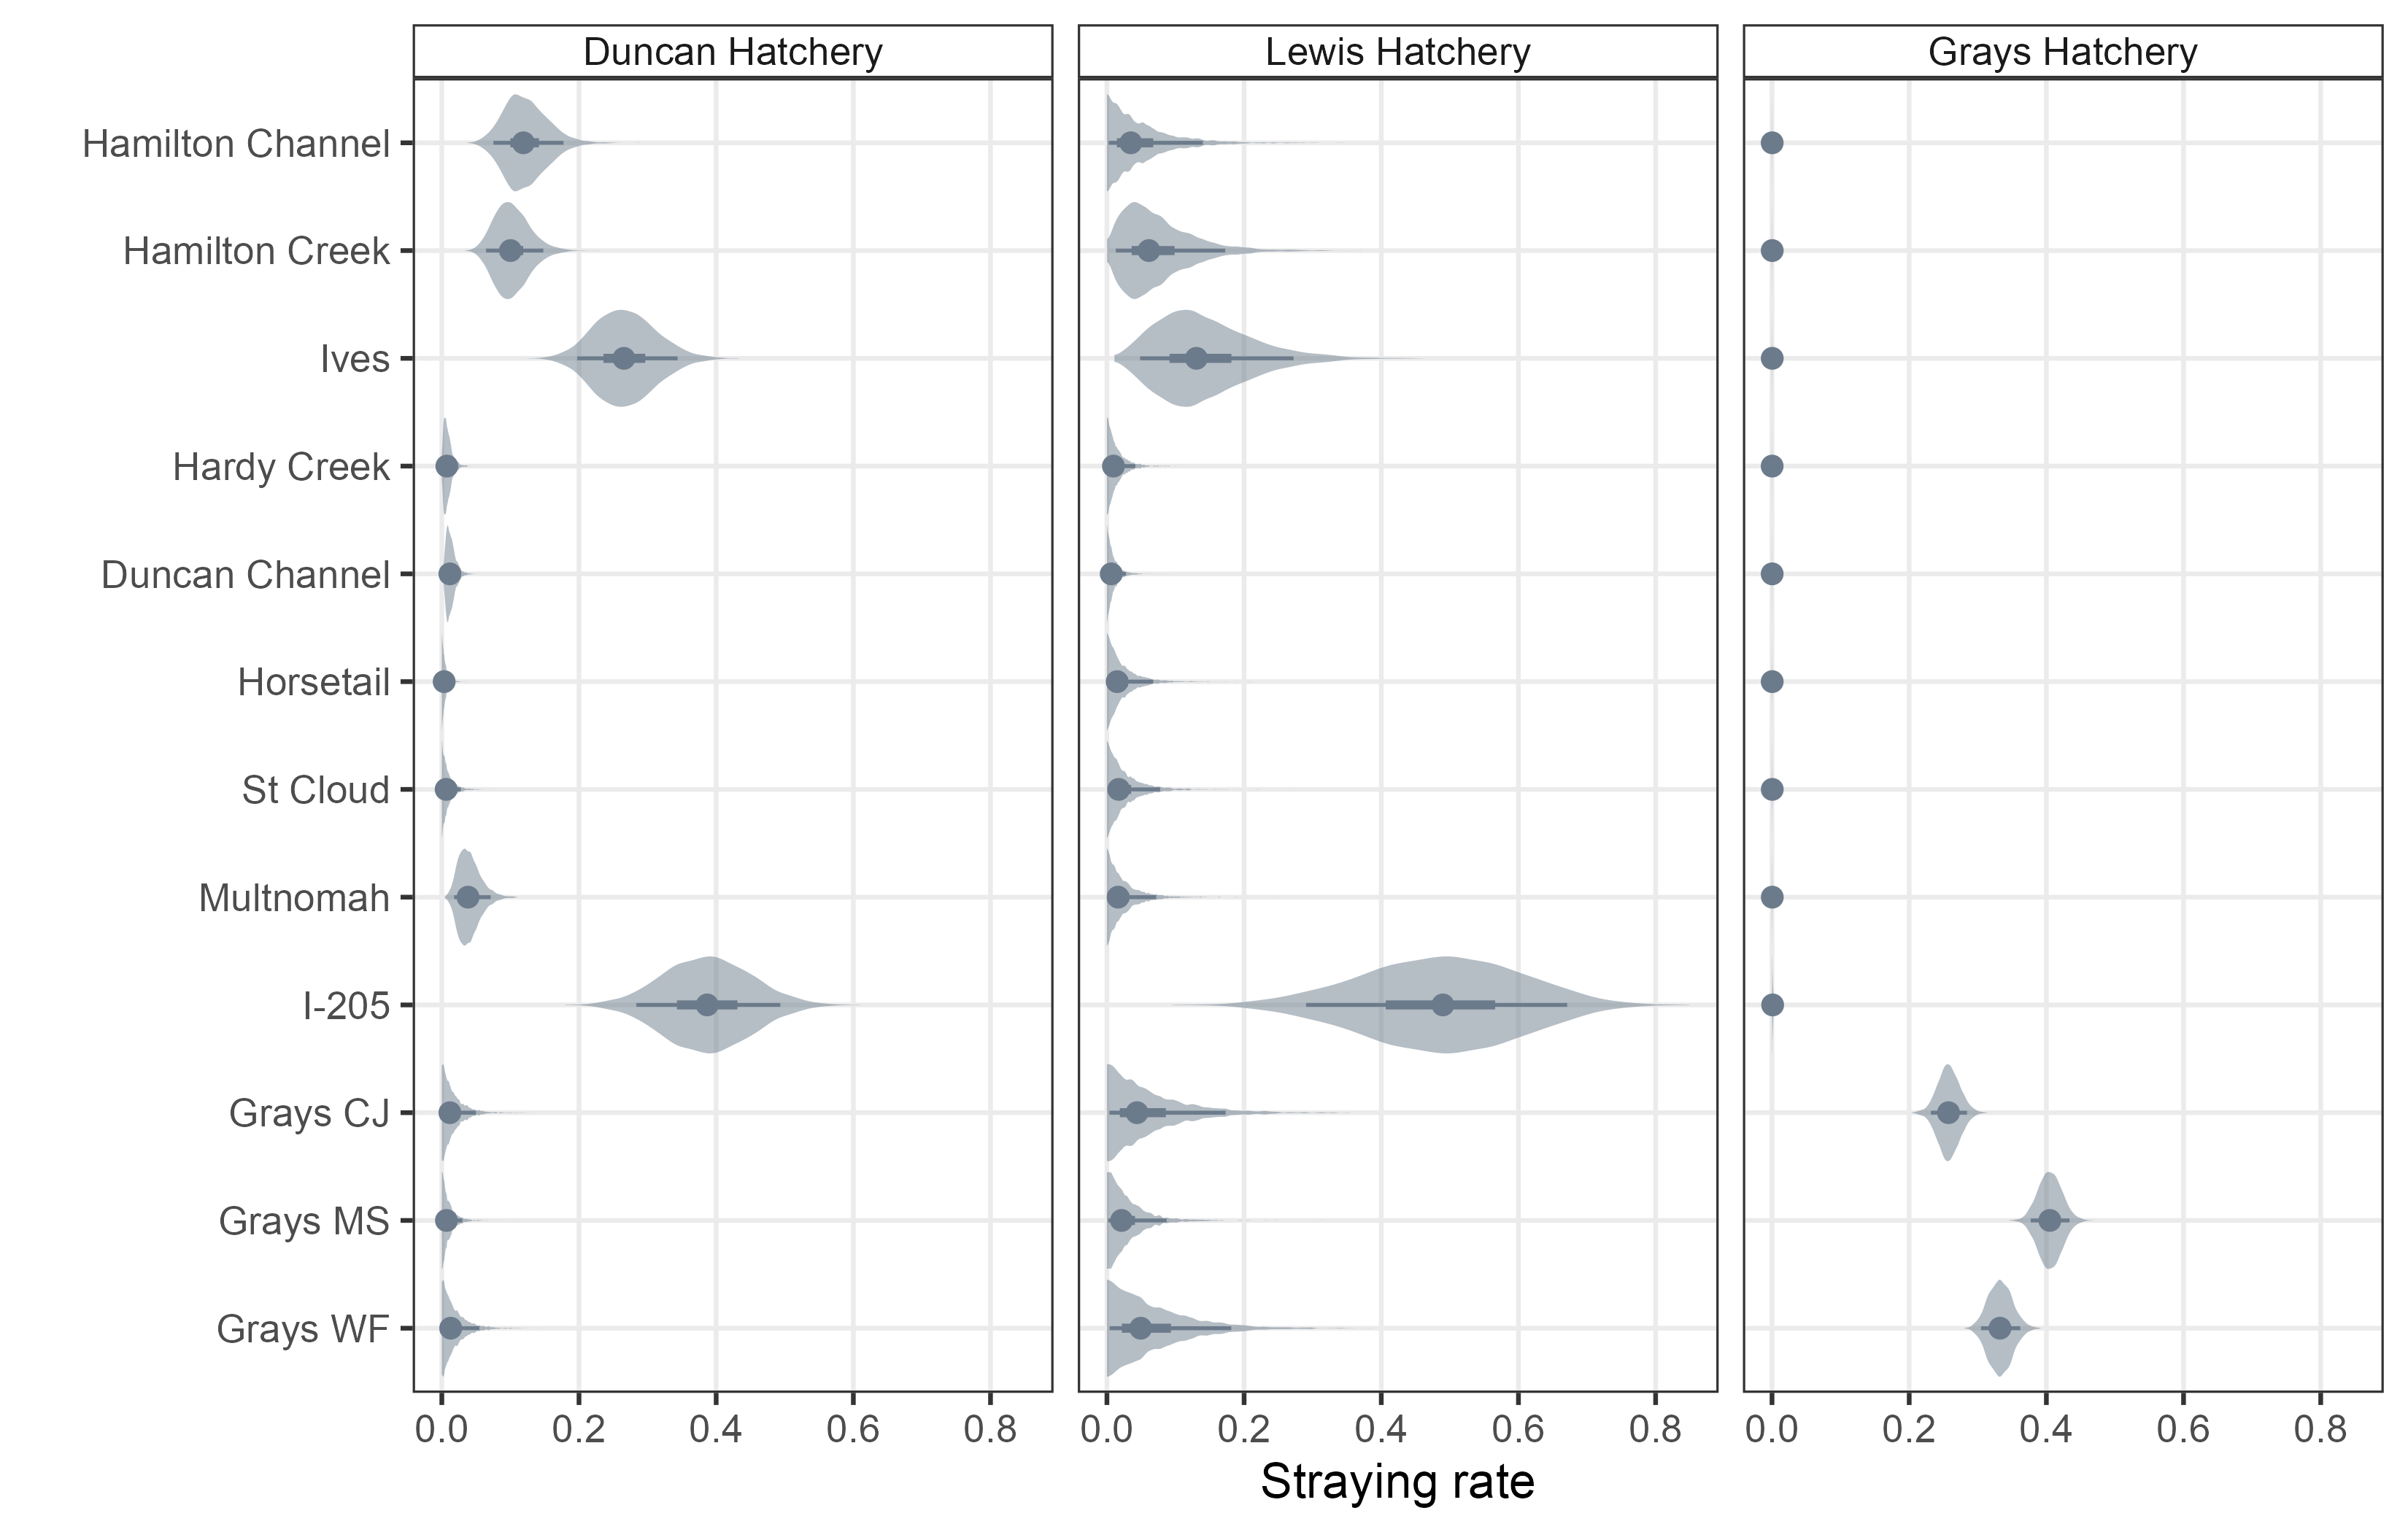 Duncan Hatchery Lewis Hatchery Grays Hatchery
Hamilton Channel
Hamilton Creek
Ives
Hardy Creek
Duncan Channel
Horsetail
St Cloud
Multnomah
I-205
Grays CJ
Grays MS
Grays WF
0.0 0.2 0.4 0.6 0.8 0.0 0.2 0.4 0.6 0.8 0.0 0.2 0.4 0.6 0.8
Straying rate